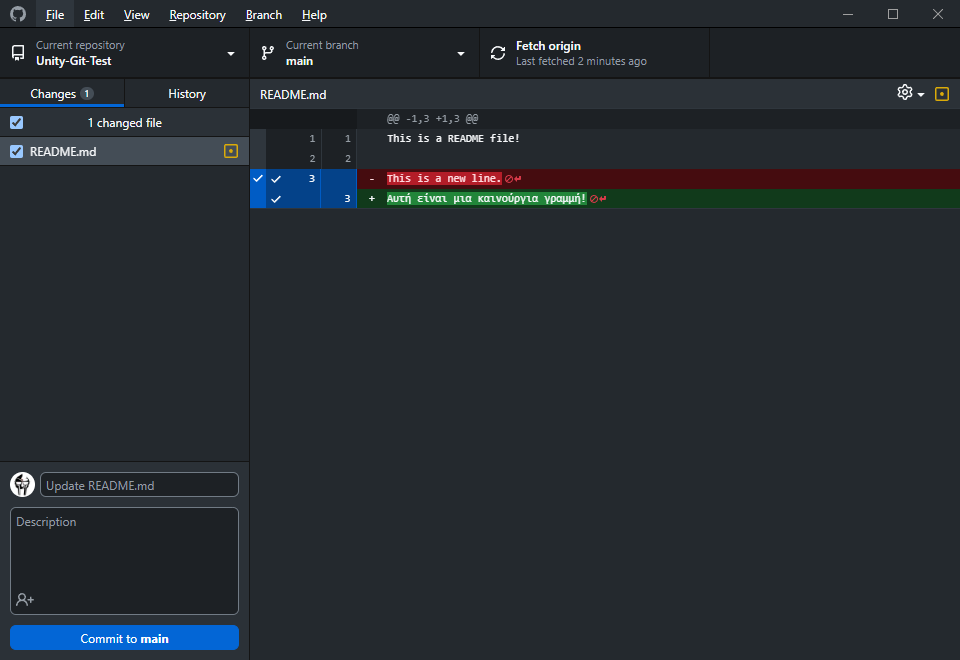 File Edit View Repository Branch Help
Current repository
Unity-Git-Test
Current branch
main
Fetch origin
Last fetched 2 minutes ago
Changes 1
History
1 changed file
README.md
README.md
@@ -1,3 +1,3 @@
1 1 This is a README file!
2 2
3 - This is a new line.
3 + Αυτή είναι μια καινούργια γραμμή!
Update README.md
Description
Commit to main